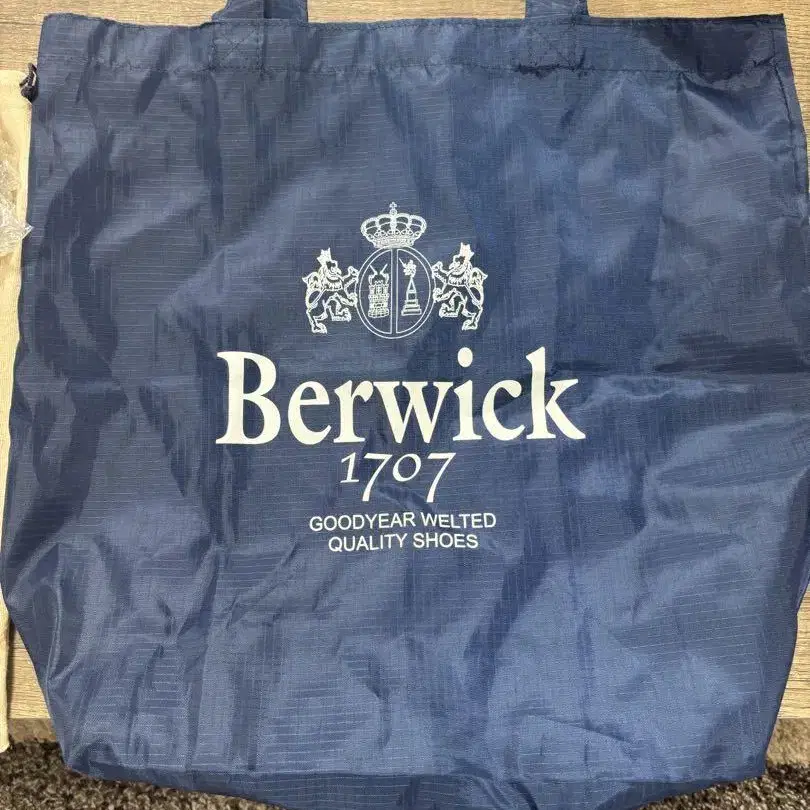 Berwick
1707
GOODYEAR WELTED
QUALITY SHOES